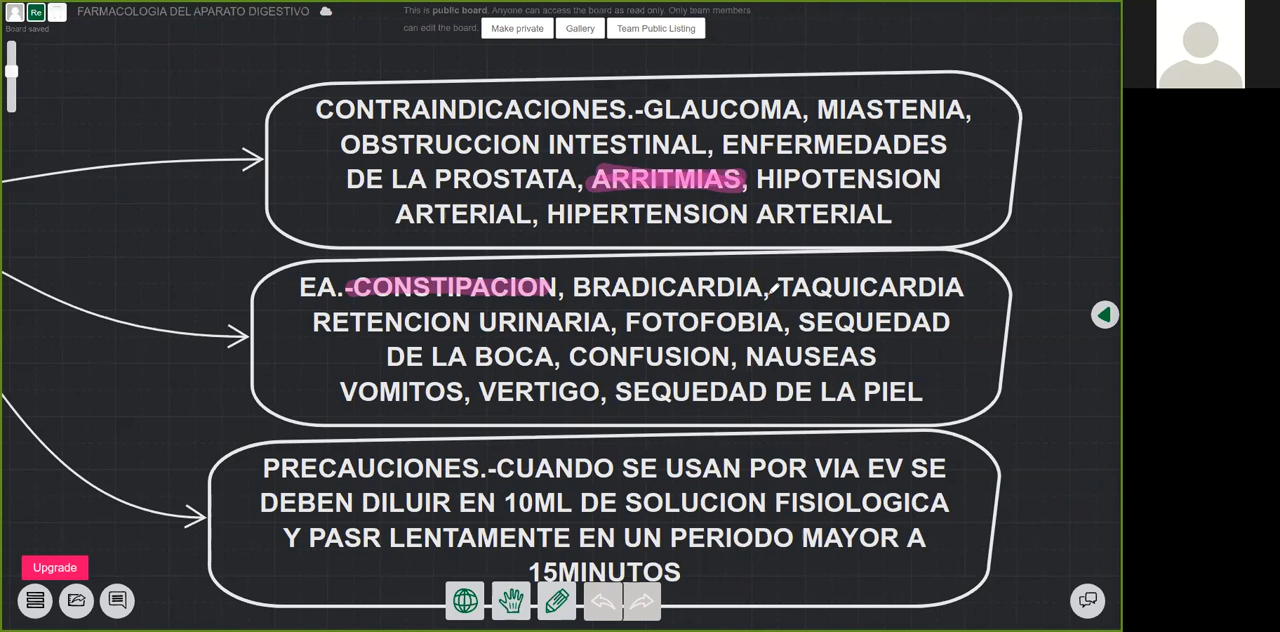 Re
FARMACOLOGIA DEL APARATO DIGESTIVO
Board saved
This is public board. Anyone can access the board as read only. Only team members
can edit the board.
Make private
Gallery
Team Public Listing
CONTRAINDICACIONES.-GLAUCOMA, MIASTENIA,
OBSTRUCCION INTESTINAL, ENFERMEDADES
DE LA PROSTATA, ARRITMIAS, HIPOTENSION
ARTERIAL, HIPERTENSION ARTERIAL
EA.-CONSTIPACION, BRADICARDIA, TAQUICARDIA
RETENCION URINARIA, FOTOFOBIA, SEQUEDAD
DE LA BOCA, CONFUSION, NAUSEAS
VOMITOS, VERTIGO, SEQUEDAD DE LA PIEL
PRECAUCIONES.-CUANDO SE USAN POR VIA EV SE
DEBEN DILUIR EN 10ML DE SOLUCION FISIOLOGICA
Y PASR LENTAMENTE EN UN PERIODO MAYOR A
15MINUTOS
Upgrade